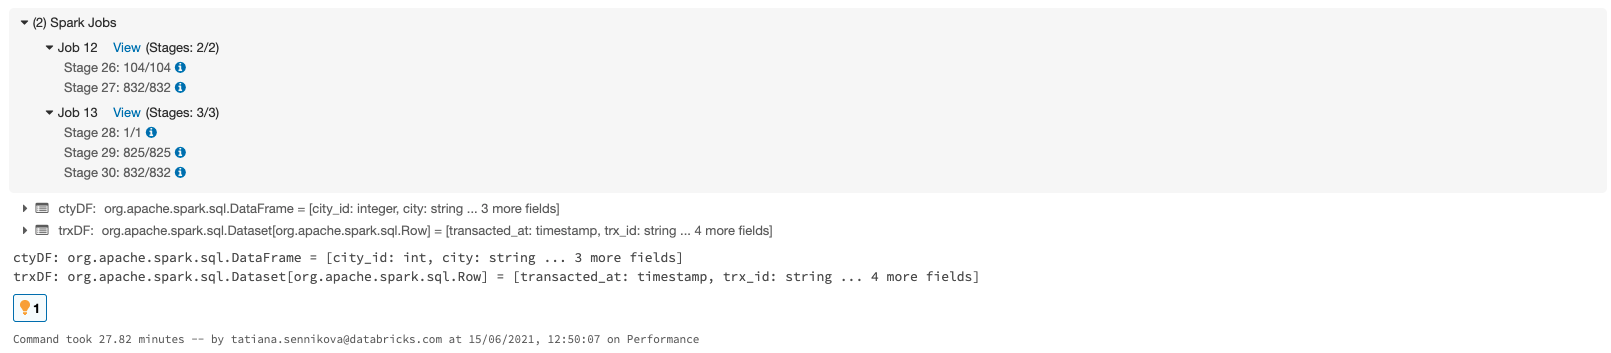 (2) Spark Jobs
Job 12 View (Stages: 2/2)
Stage 26: 104/104
Stage 27: 832/832
Job 13 View (Stages: 3/3)
Stage 28: 1/1
Stage 29: 825/825
Stage 30: 832/832
ctyDF: org.apache.spark.sql.DataFrame = [city_id: integer, city: string ... 3 more fields]
trxDF: org.apache.spark.sql.Dataset[org.apache.spark.sql.Row] = [transacted_at: timestamp, trx_id: string ... 4 more fields]
ctyDF: org.apache.spark.sql.DataFrame = [city_id: int, city: string ... 3 more fields]
trxDF: org.apache.spark.sql.Dataset[org.apache.spark.sql.Row] = [transacted_at: timestamp, trx_id: string ... 4 more fields]
1
Command took 27.82 minutes -- by tatiana.sennikova@databricks.com at 15/06/2021, 12:50:07 on Performance